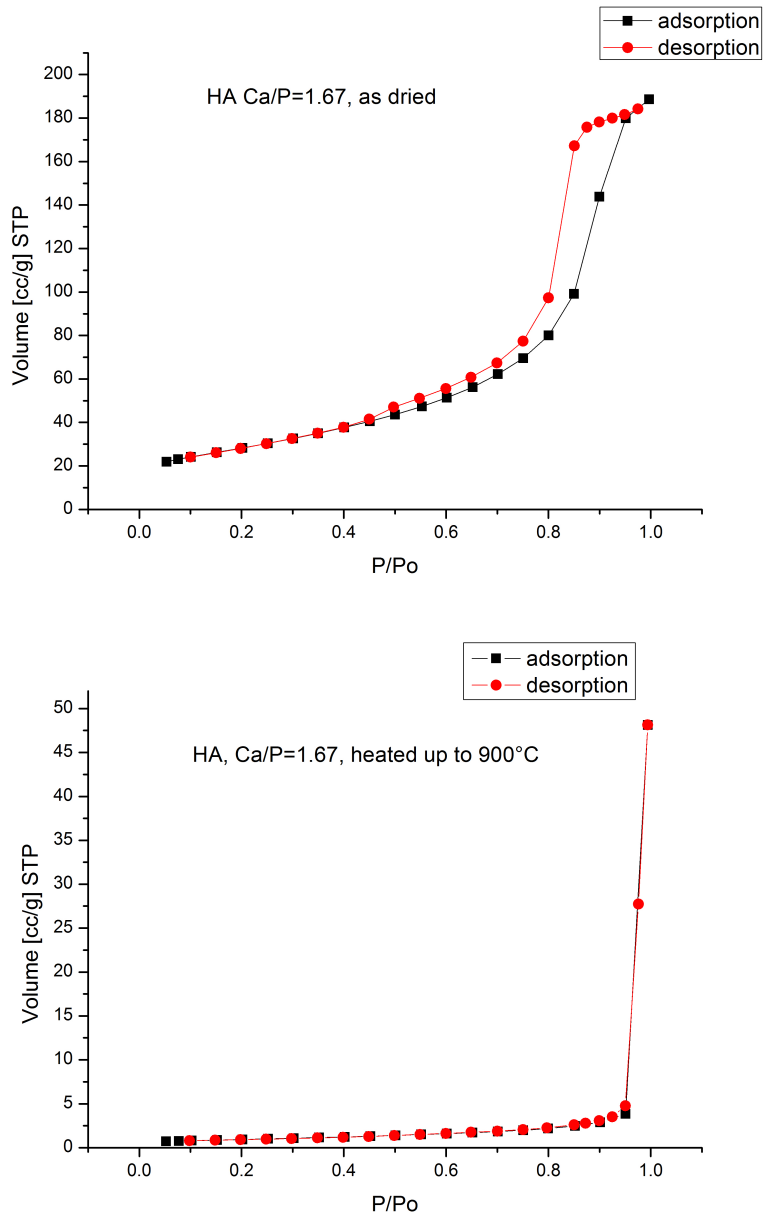 adsorption
desorption
HA Ca/P=1.67, as dried
200
180
160
140
120
100
80
60
40
20
0
Volume [cc/g] STP
0.0 0.2 0.4 0.6 0.8 1.0
P/Po
adsorption
desorption
HA, Ca/P=1.67, heated up to 900°C
50
45
40
35
30
25
20
15
10
5
0
Volume [cc/g] STP
0.0 0.2 0.4 0.6 0.8 1.0
P/Po